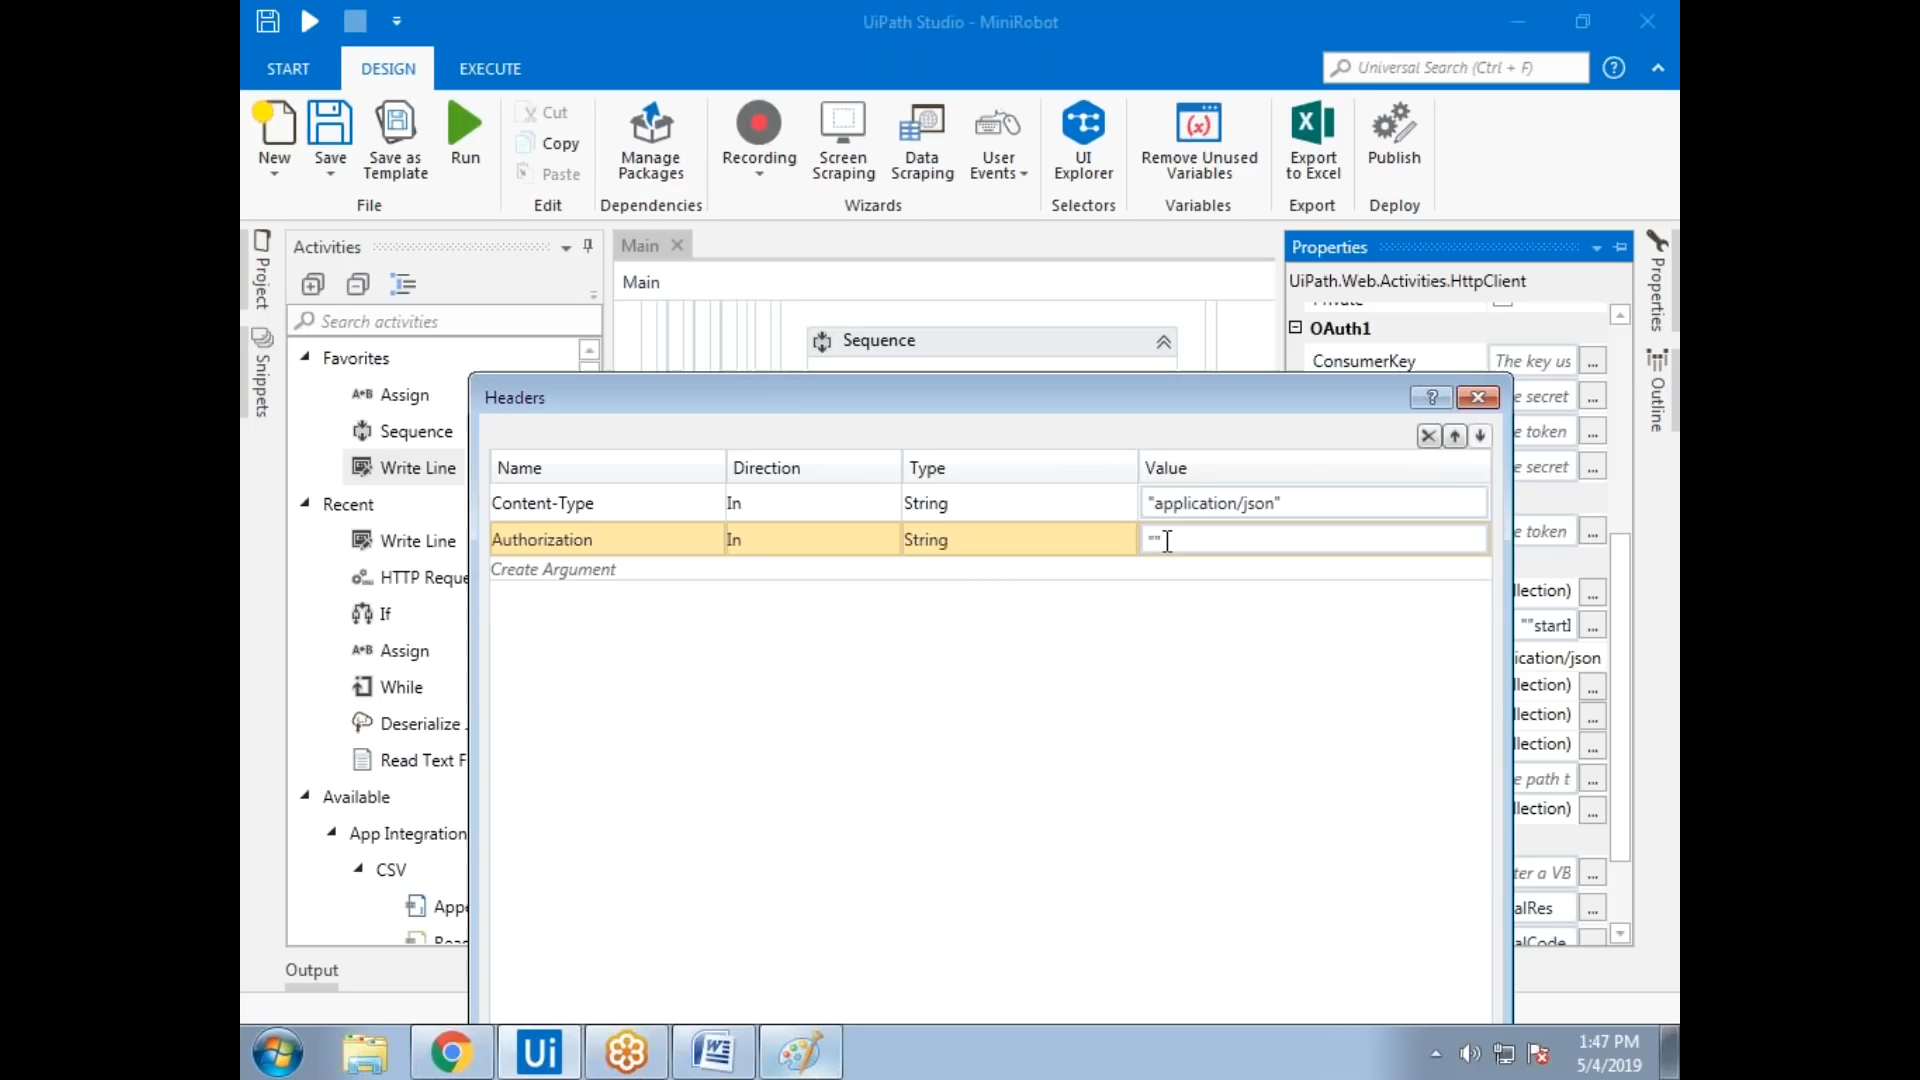 UiPath Studio - MiniRobot
START
DESIGN
EXECUTE
Universal Search (Ctrl + F)
New
Save
Save as
Template
Run
File
Cut
Copy
Paste
Edit
Manage
Packages
Dependencies
Recording
Screen
Scraping
Data
Scraping
User
Events
Wizards
UI
Explorer
Selectors
Remove Unused
Variables
Variables
Export
to Excel
Export
Publish
Deploy
Project
Snippets
Activities
Search activities
Favorites
Assign
Sequence
Write Line
Recent
Write Line
HTTP Reque
If
Assign
While
Deserialize
Read Text F
Available
App Integration
CSV
Appe
Output
Main
Main
Sequence
Headers
Name
Direction
Type
Value
Content-Type
In
String
"application/json"
Authorization
In
String
""
Create Argument
Properties
UiPath.Web.Activities.HttpClient
OAuth1
ConsumerKey
The key us
e secret
e token
e secret
e token
llection)
""startl
ication/json
llection)
llection)
llection)
e path t
llection)
ter a VB
alRes
alCode
Properties
Outline
Ui
1:47 PM
5/4/2019